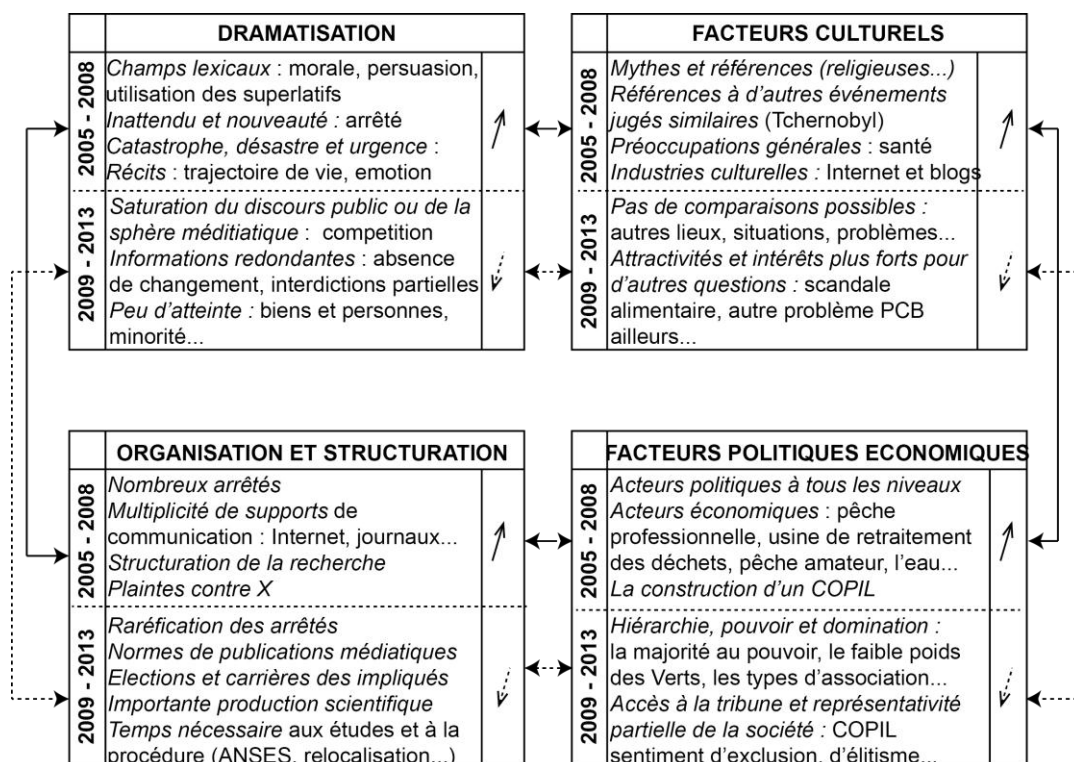 DRAMATISATION
2005 - 2008
Champs lexicaux : morale, persuasion,
utilisation des superlatifs
Inattendu et nouveauté : arrêté
Catastrophe, désastre et urgence :
Récits : trajectoire de vie, emotion
2009 - 2013
Saturation du discours public ou de la
sphère méditiatique : competition
Informations redondantes : absence
de changement, interdictions partielles
Peu d'atteinte : biens et personnes,
minorité...
FACTEURS CULTURELS
2005 - 2008
Mythes et références (religieuses...)
Références à d'autres événements
jugés similaires (Tchernobyl)
Préoccupations générales : santé
Industries culturelles : Internet et blogs
2009 - 2013
Pas de comparaisons possibles :
autres lieux, situations, problèmes...
Attractivités et intérêts plus forts pour
d'autres questions : scandale
alimentaire, autre problème PCB
ailleurs...
ORGANISATION ET STRUCTURATION
2005 - 2008
Nombreux arrêtés
Multiplicité de supports de
communication : Internet, journaux...
Structuration de la recherche
Plaintes contre X
2009 - 2013
Raréfication des arrêtés
Normes de publications médiatiques
Elections et carrières des impliqués
Importante production scientifique
Temps nécessaire aux études et à la
procédure (ANSES, relocalisation...)
FACTEURS POLITIQUES ECONOMIQUES
2005 - 2008
Acteurs politiques à tous les niveaux
Acteurs économiques : pêche
professionnelle, usine de retraitement
des déchets, pêche amateur, l'eau...
La construction d'un COPIL
2009 - 2013
Hiérarchie, pouvoir et domination :
la majorité au pouvoir, le faible poids
des Verts, les types d'association...
Accès à la tribune et représentativité
partielle de la société : COPIL
sentiment d'exclusion, d'élitisme...